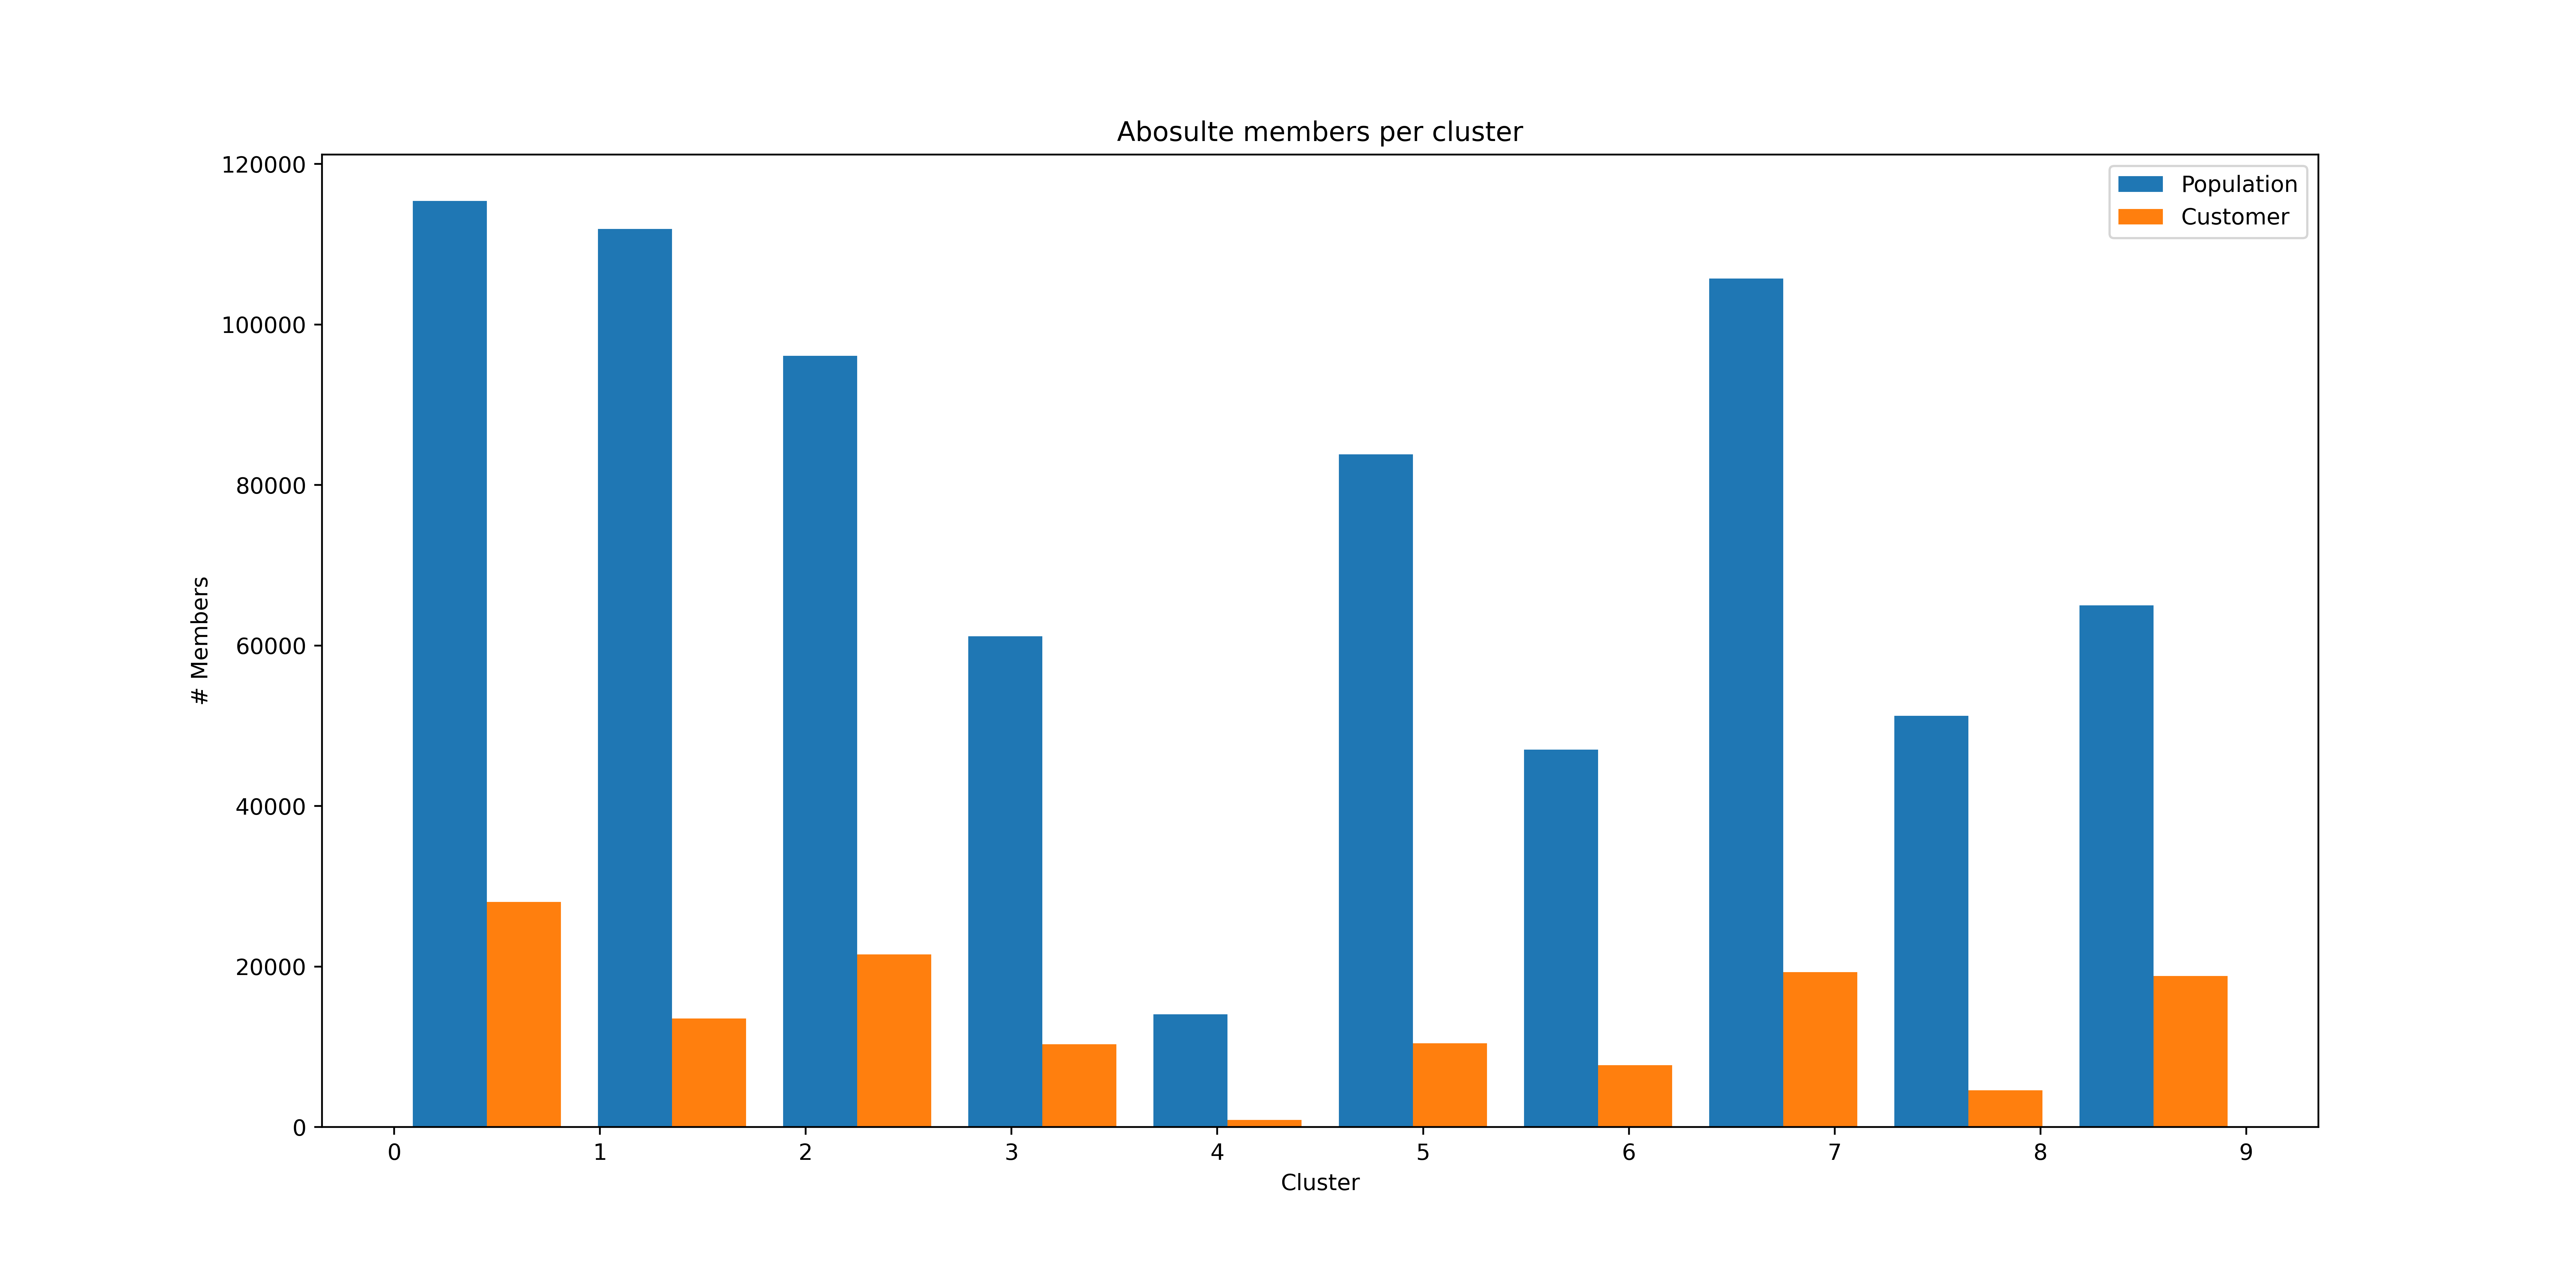 Abosulte members per cluster
120000
100000
80000
60000
40000
20000
0
# Members
Population
Customer
0 1 2 3 4 5 6 7 8 9
Cluster